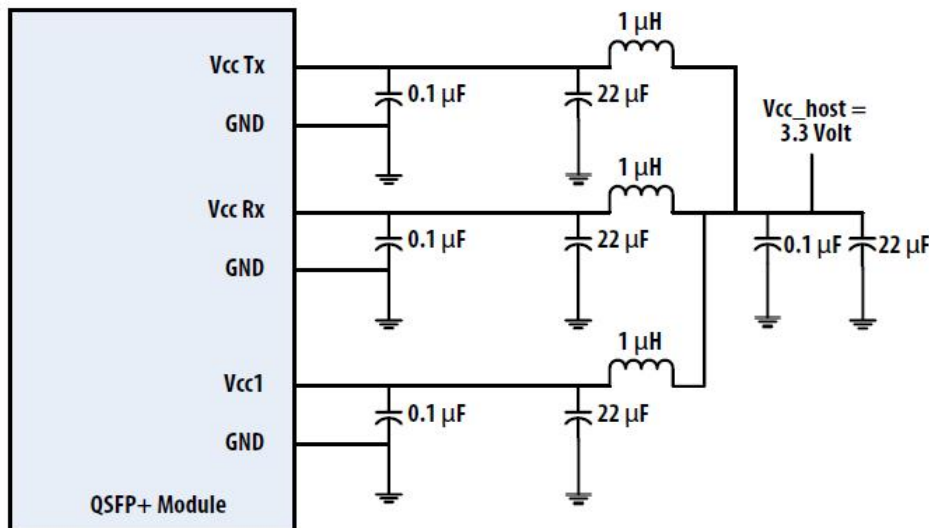 1 μH
Vcc Tx
0.1 μF
22 μF
GND
Vcc_host =
3.3 Volt
1 μH
Vcc Rx
0.1 μF
22 μF
0.1 μF
22 μF
GND
1 μH
Vcc1
0.1 μF
22 μF
GND
QSFP+ Module